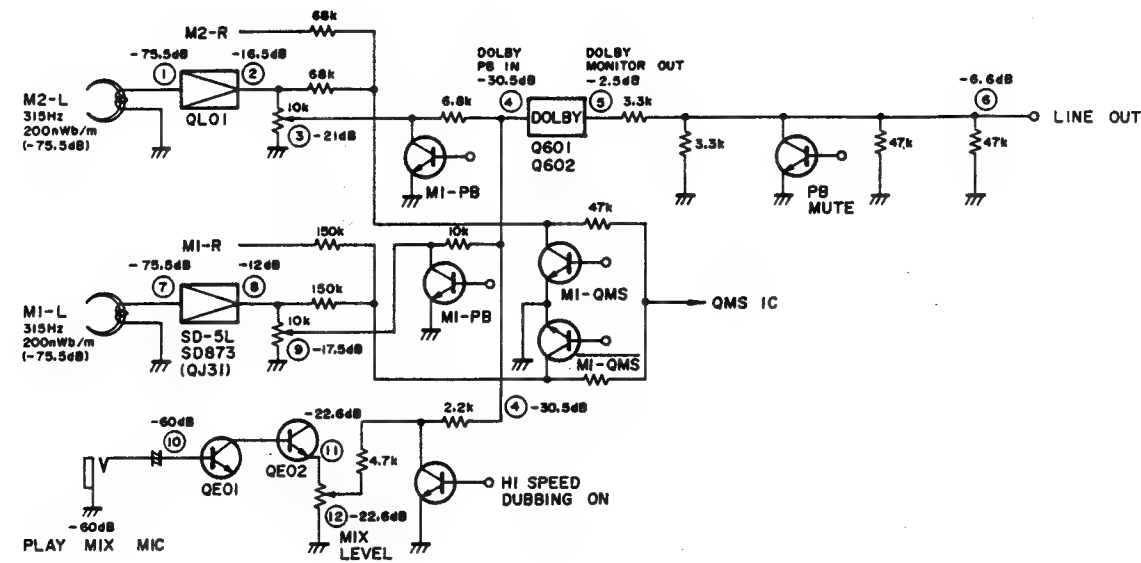 68k
M2-R
-75.5dB
-16.5dB
68k
1
2
M2-L
315Hz
200nWb/m
(-75.5dB)
QL01
10k
3 -21dB
6.8k
M1-PB
DOLBY
PB IN
-30.5dB
4
DOLBY
DOLBY
MONITOR OUT
-2.5dB
5
Q601
Q602
3.3k
3.3k
PB
MUTE
47k
-6.6dB
6
47k
LINE OUT
M1-R
150k
-75.5dB
-12dB
150k
7
8
M1-L
315Hz
200nWb/m
(-75.5dB)
SD-5L
SD873
(QJ31)
10k
9 -17.5dB
10k
M1-PB
47k
M1-QMS
M1-QMS
QMS IC
4 -30.5dB
2.2k
4.7k
-60dB
10
-22.6dB
11
QE01
QE02
12 -22.6dB
MIX
LEVEL
HI SPEED
DUBBING ON
-60dB
PLAY MIX MIC